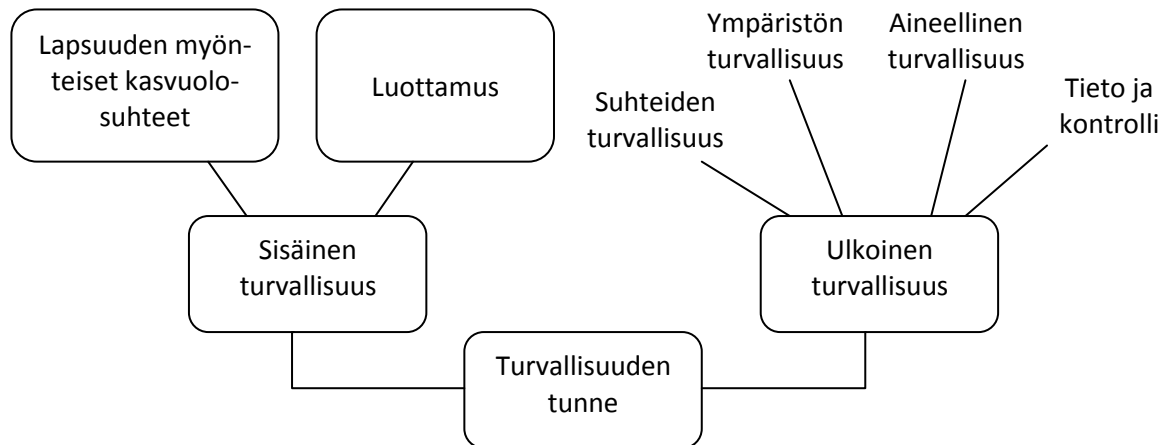 Lapsuuden myön-
teiset kasvuolo-
suhteet
Luottamus
Suhteiden
turvallisuus
Ympäristön
turvallisuus
Aineellinen
turvallisuus
Tieto ja
kontrolli
Sisäinen
turvallisuus
Ulkoinen
turvallisuus
Turvallisuuden
tunne